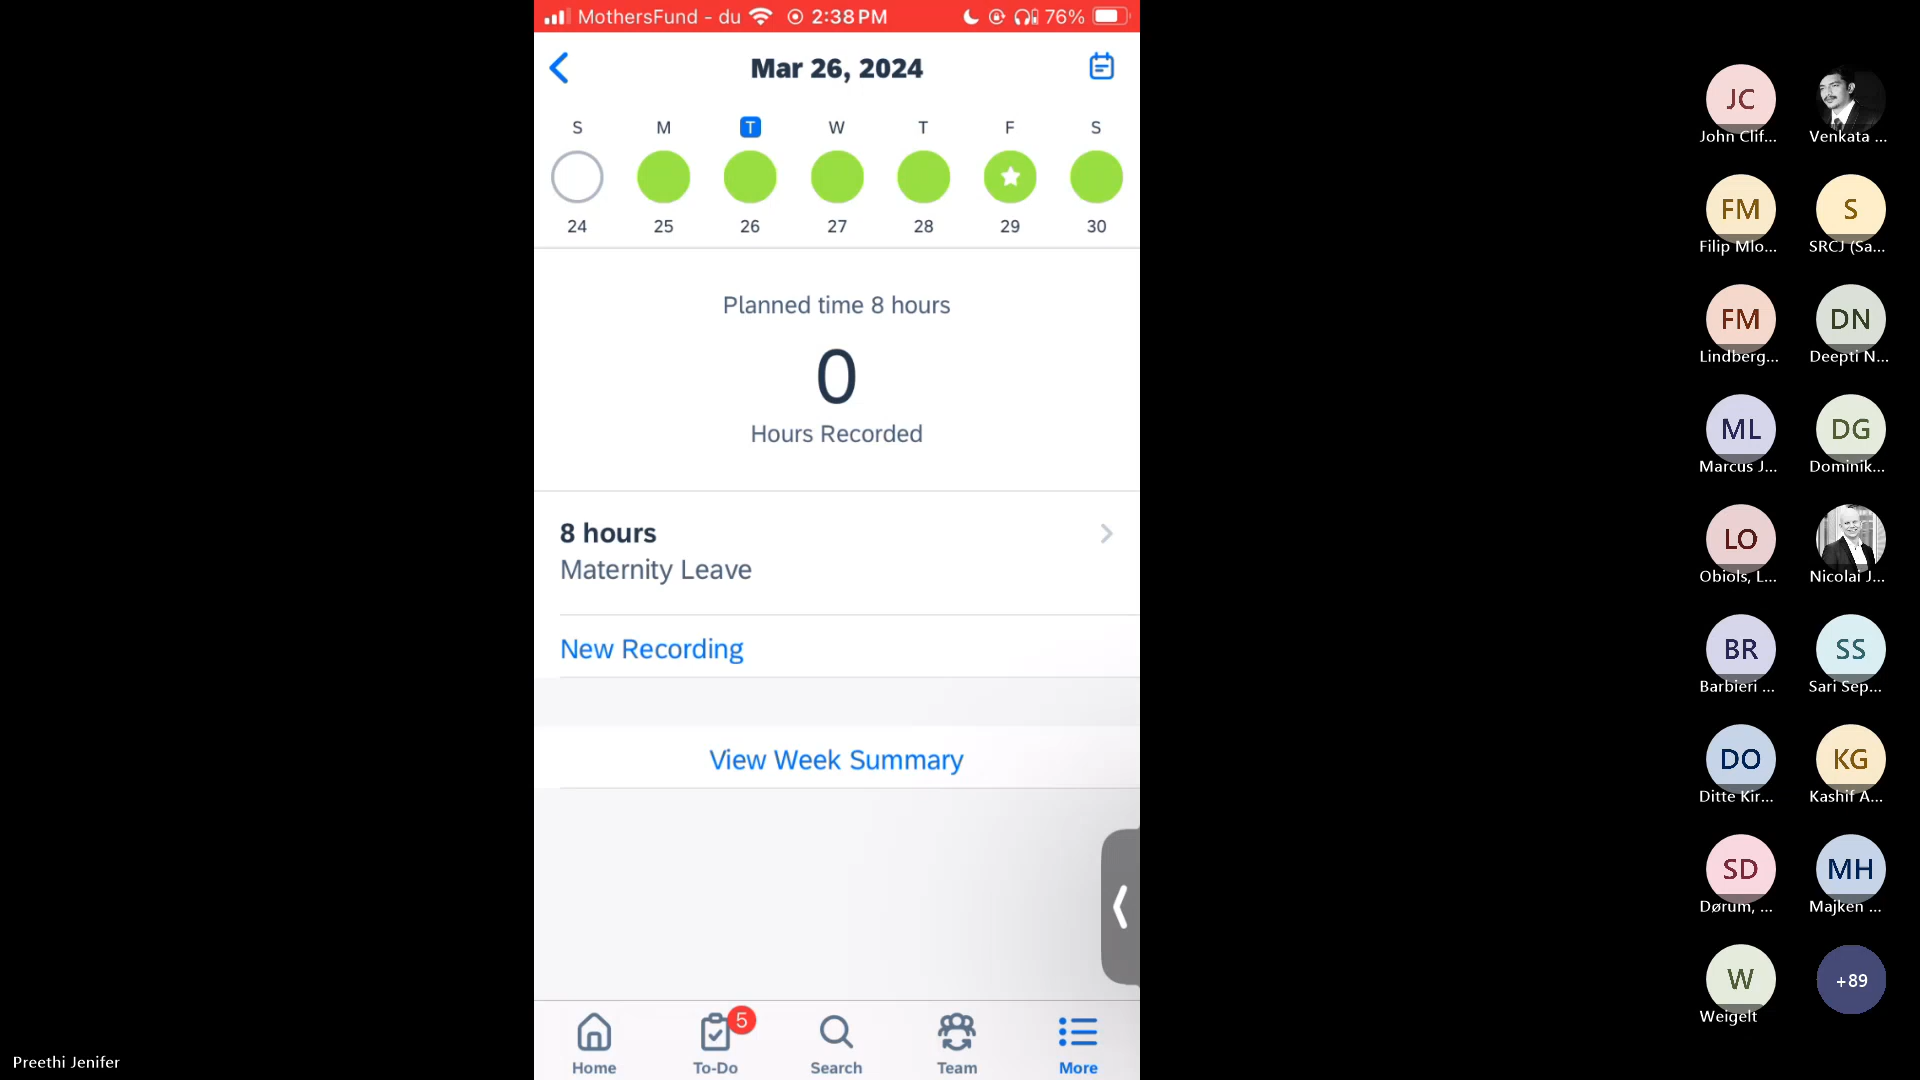 MothersFund - du 2:38 PM 76%
Mar 26, 2024
S M T W T F S
24 25 26 27 28 29 30
Planned time 8 hours
0
Hours Recorded
8 hours
Maternity Leave
New Recording
View Week Summary
5
Home To-Do Search Team More
Preethi Jenifer
JC
John Clif... Venkata ...
FM S
Filip Mlo... SRCJ (Sa...
FM DN
Lindberg... Deepti N...
ML DG
Marcus J... Dominik...
LO
Obiols, L... Nicolai J...
BR SS
Barbieri ... Sari Sep...
DO KG
Ditte Kir... Kashif A...
SD MH
Dørum, ... Majken ...
W +89
Weigelt